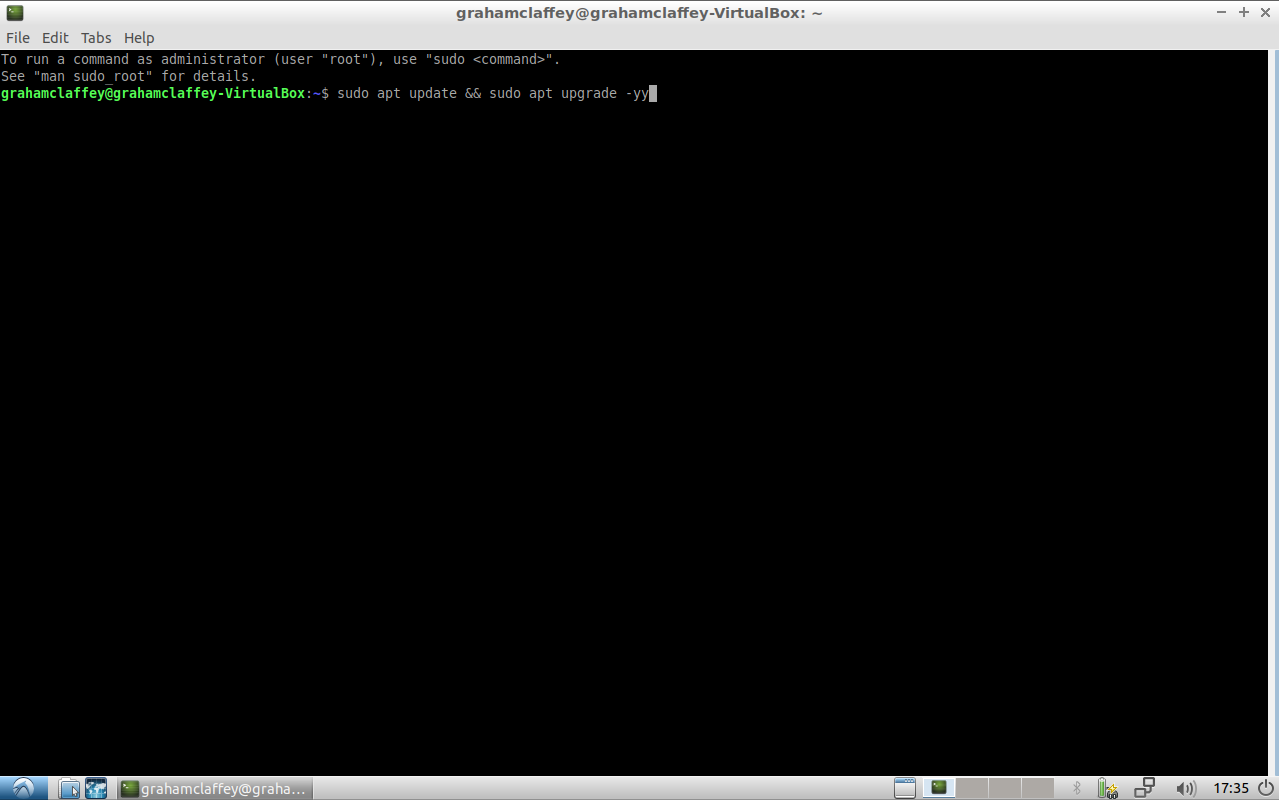 grahamclaffey@grahamclaffey-VirtualBox: ~
File Edit Tabs Help
To run a command as administrator (user "root"), use "sudo <command>".
See "man sudo_root" for details.
grahamclaffey@grahamclaffey-VirtualBox:~$ sudo apt update && sudo apt upgrade -yy
grahamclaffey@graha... 17:35